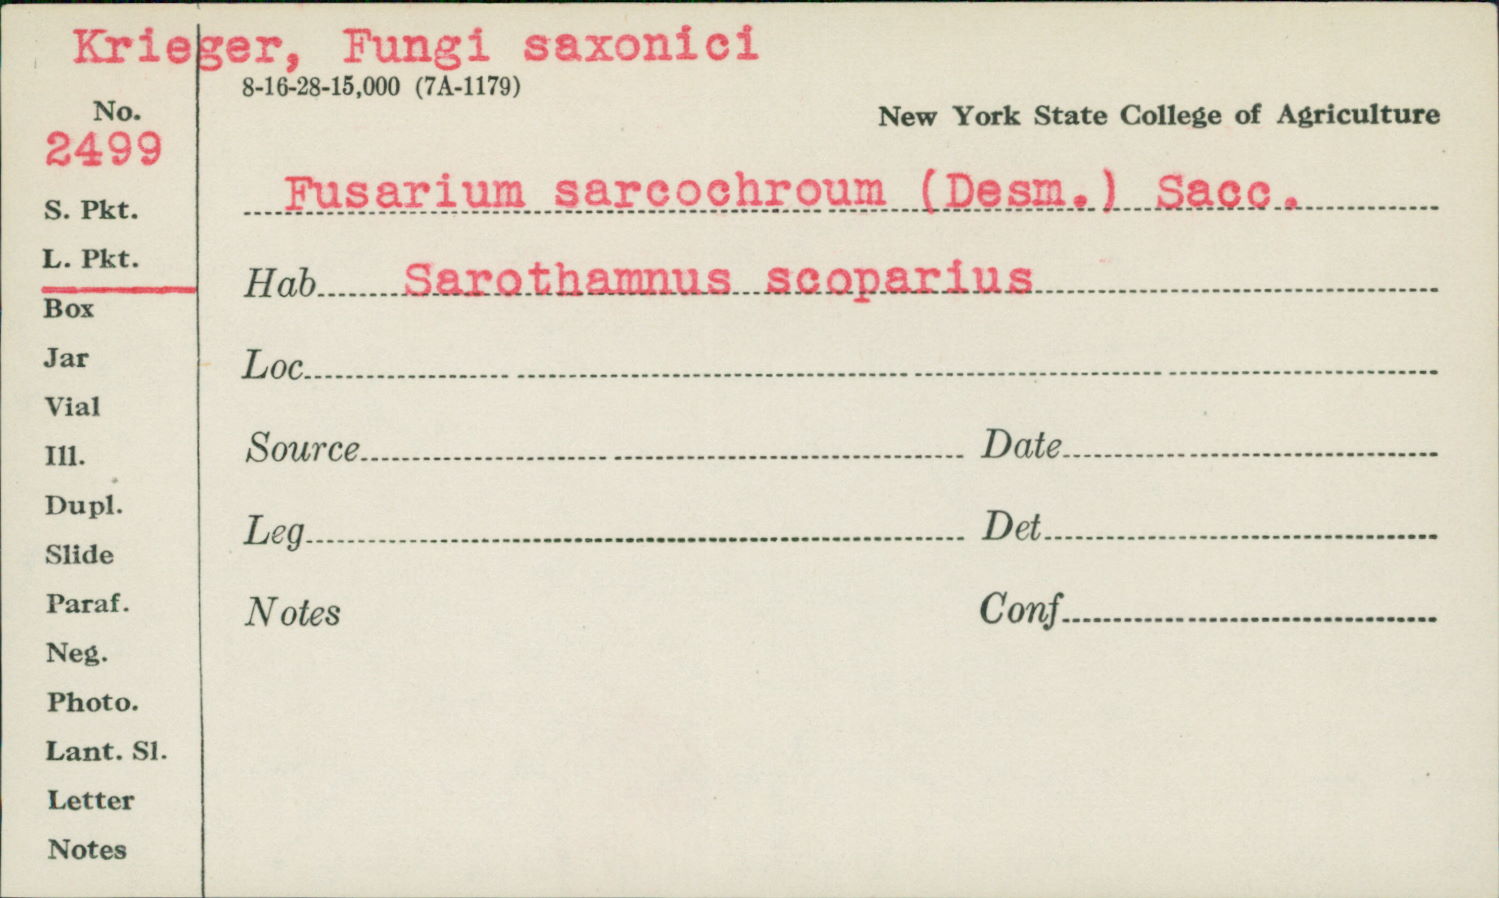 Krieger, Fungi saxonici
8-16-28-15,000 (7A-1179)
No.
2499
New York State College of Agriculture
Fusarium sarcochroum (Desm.) Sacc.
S. Pkt.
L. Pkt.
Hab. Sarothamnus scoparius
Box
Jar
Loc.
Vial
Ill.
Source Date
Dupl.
Slide
Leg. Det.
Paraf.
Notes Conf.
Neg.
Photo.
Lant. Sl.
Letter
Notes